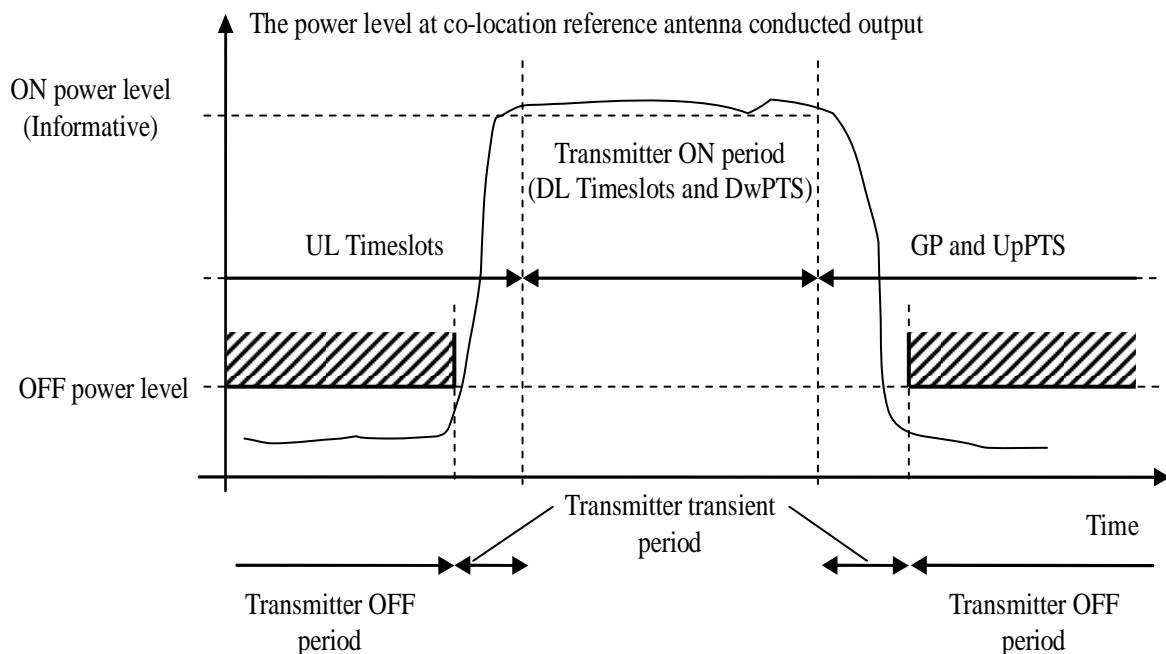 The power level at co-location reference antenna conducted output
ON power level
(Informative)
Transmitter ON period
(DL Timeslots and DwPTS)
UL Timeslots
GP and UpPTS
OFF power level
Transmitter transient
period
Time
Transmitter OFF
period
Transmitter OFF
period